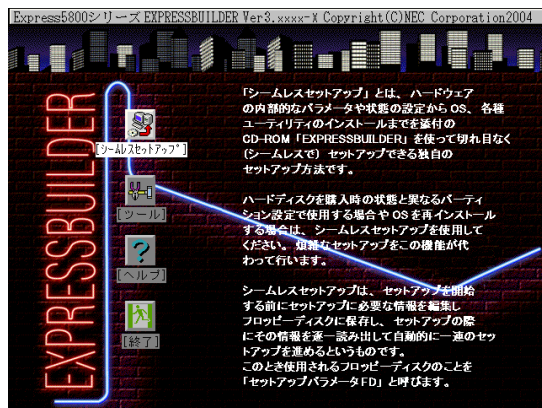 Express5800シリーズ EXPRESSBUILDER Ver3.xxxx-X Copyright(C)NEC Corporation2004
EXPRESSBUILDER
[シームレスセットアップ]
[ツール]
?
[ヘルプ]
[終了]
「シームレスセットアップ」とは、ハードウェア
の内部的なパラメータや状態の設定から OS、各種
ユーティリティのインストールまでを添付の
CD-ROM「EXPRESSBUILDER」を使って切れ目なく
(シームレスで) セットアップできる独自の
セットアップ方法です。
ハードディスクを購入時の状態と異なるパーティ
ション設定で使用する場合や OS を再インストール
する場合は、シームレスセットアップを使用して
ください。煩雑なセットアップをこの機能が代
わって行います。
シームレスセットアップは、セットアップを開始
する前にセットアップに必要な情報を編集し
フロッピーディスクに保存し、セットアップの際
にその情報を逐一読み出して自動的に一連のセッ
トアップを進めるというものです。
このとき使用されるフロッピーディスクのことを
「セットアップパラメータFD」と呼びます。